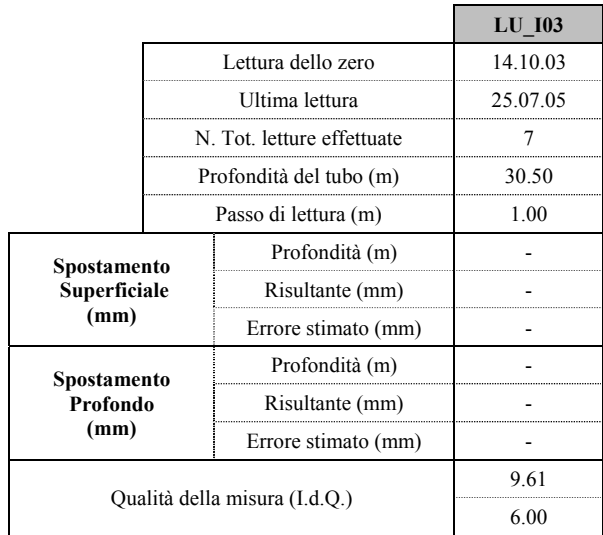 LU_I03
Lettura dello zero 14.10.03
Ultima lettura 25.07.05
N. Tot. letture effettuate 7
Profondità del tubo (m) 30.50
Passo di lettura (m) 1.00
Spostamento Superficiale (mm)
Profondità (m) -
Risultante (mm) -
Errore stimato (mm) -
Spostamento Profondo (mm)
Profondità (m) -
Risultante (mm) -
Errore stimato (mm) -
Qualità della misura (I.d.Q.)
9.61
6.00